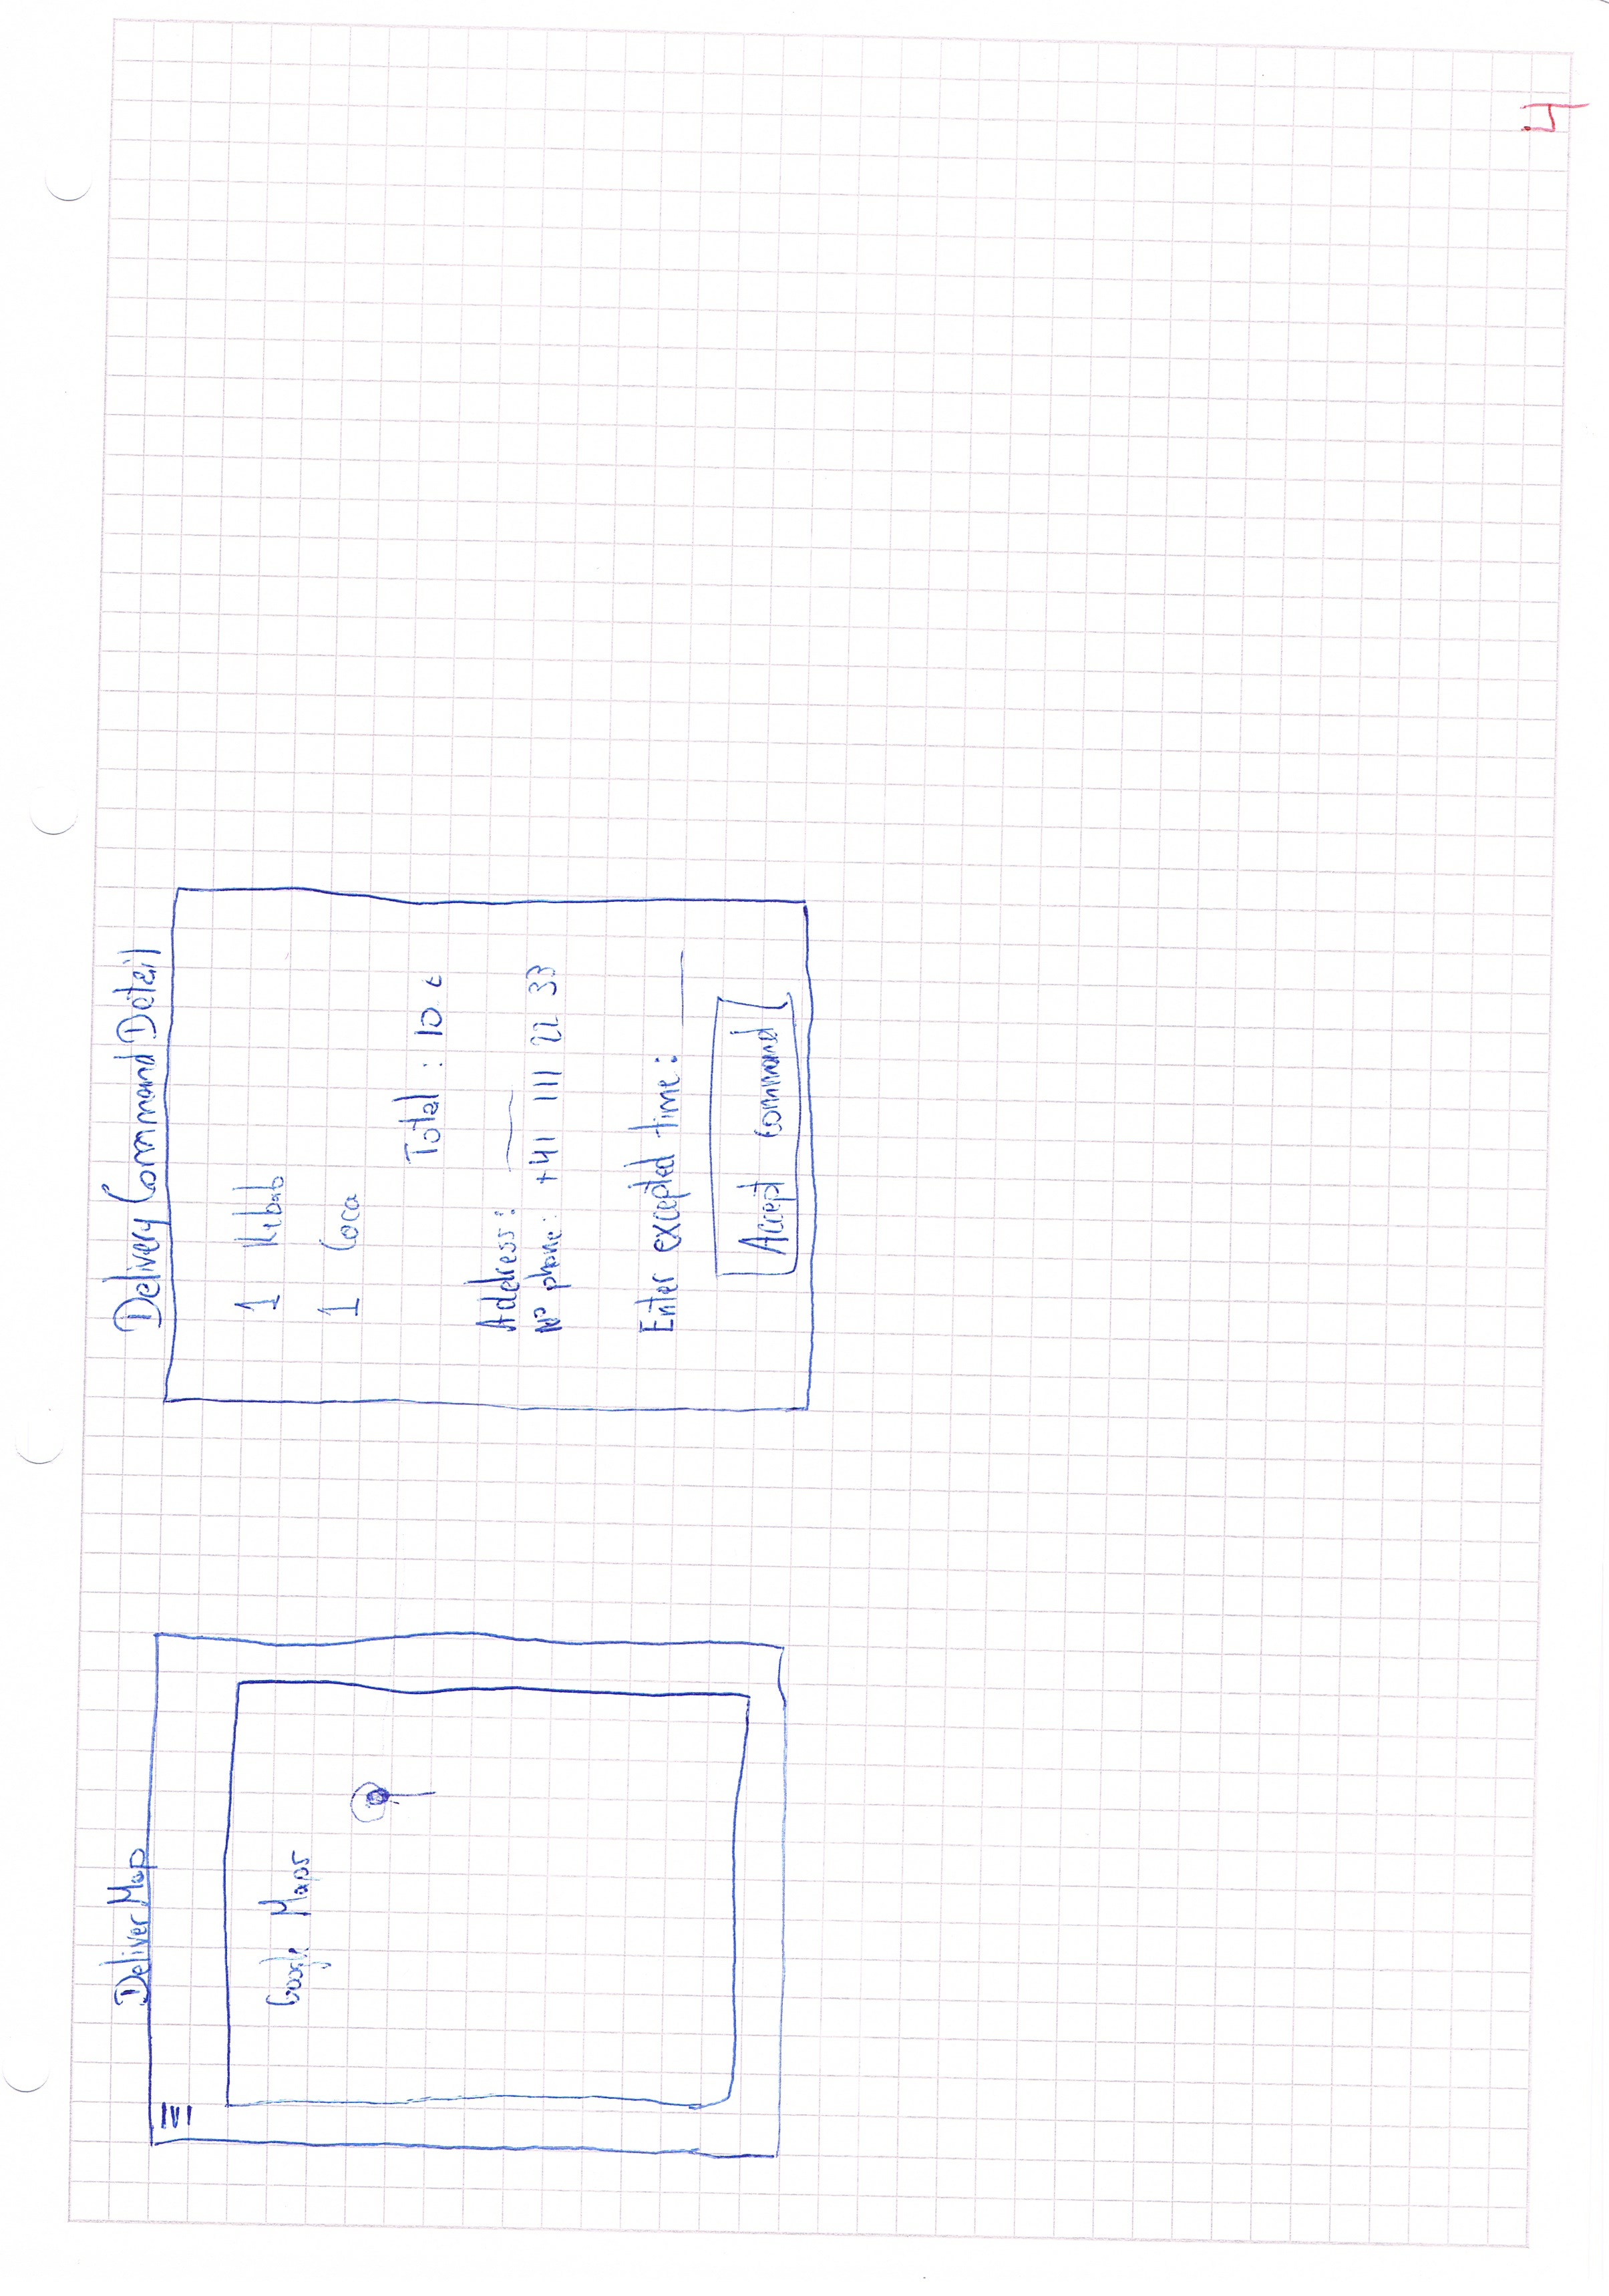 Deliver Map
Google Maps
Delivery Command Detail
1 Kebab
1 Coca
Total : 10 €
Address : ____
N° phone : +41 111 22 33
Enter excepted time : ____
Accept command
4